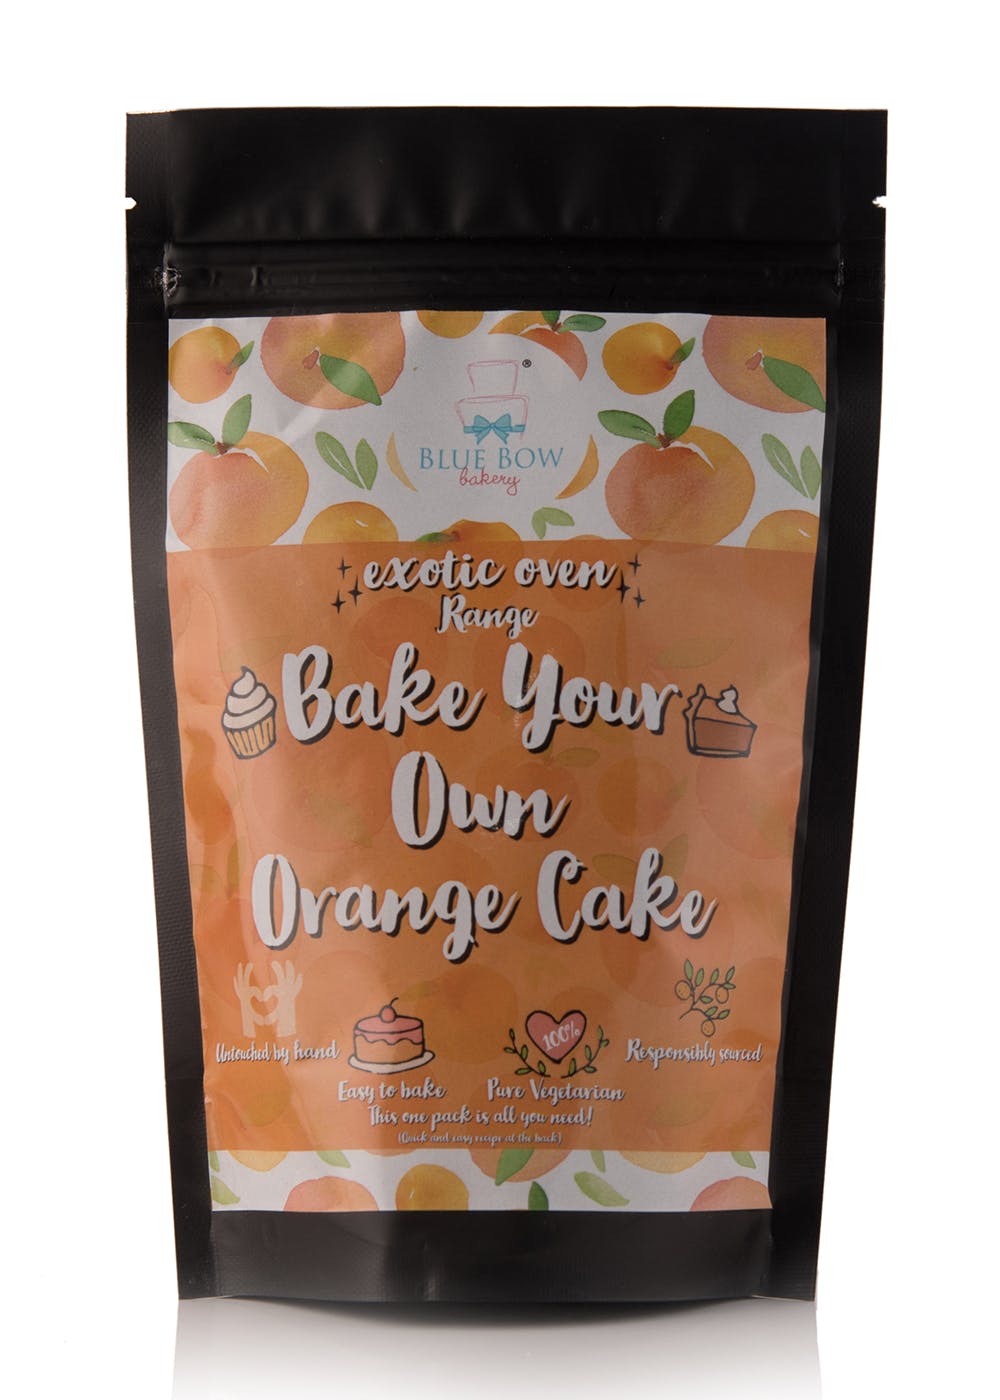 ®
BLUE BOW
bakery
exotic oven
Range
Bake Your
Own
Orange Cake
100%
Untouched by hand
Responsibly sourced
Easy to bake
Pure Vegetarian
This one pack is all you need!
(Quick and easy recipe at the back)